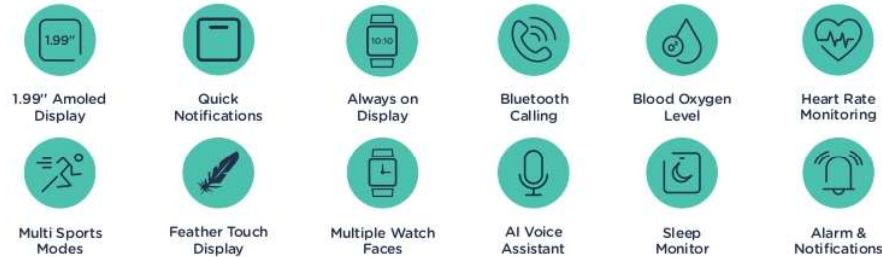 1.99"
10:10
O2
1.99" Amoled
Display
Quick
Notifications
Always on
Display
Bluetooth
Calling
Blood Oxygen
Level
Heart Rate
Monitoring
Multi Sports
Modes
Feather Touch
Display
Multiple Watch
Faces
AI Voice
Assistant
Sleep
Monitor
Alarm &
Notifications